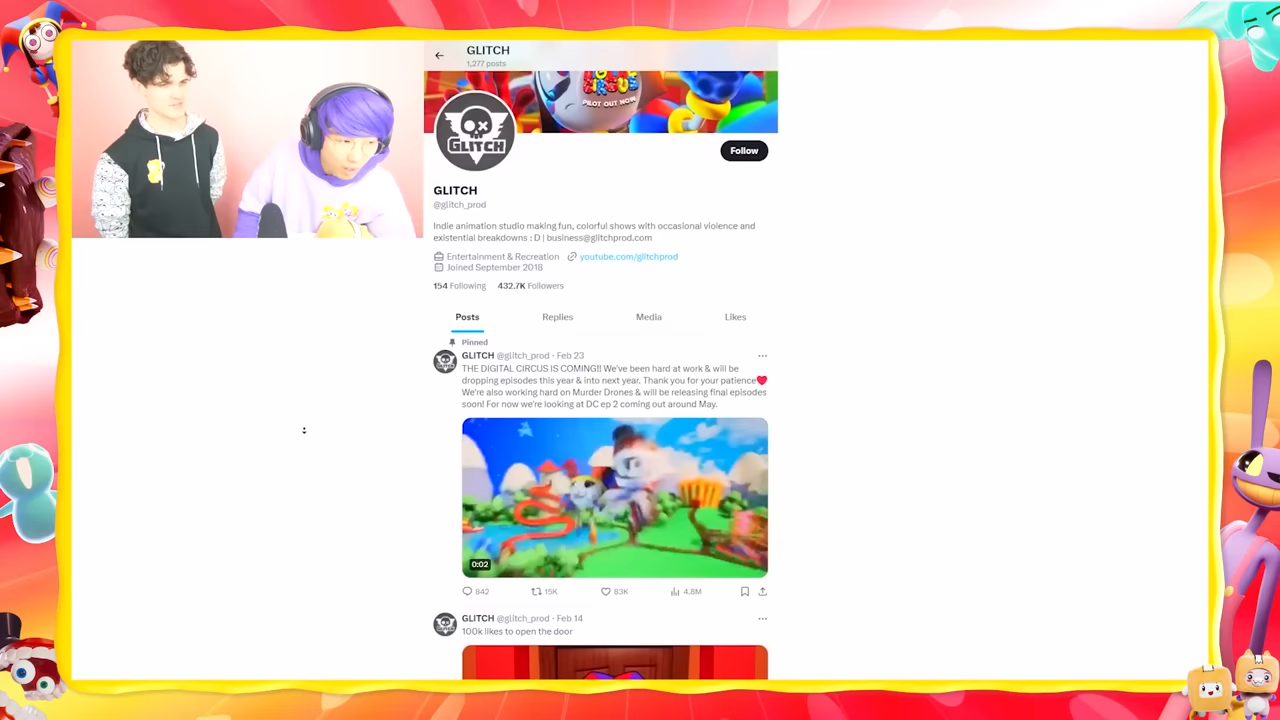 GLITCH
1,277 posts
PILOT OUT NOW
GLITCH
Follow
GLITCH
@glitch_prod
Indie animation studio making fun, colorful shows with occasional violence and
existential breakdowns : D | business@glitchprod.com
Entertainment & Recreation youtube.com/glitchprod
Joined September 2018
154 Following 432.7K Followers
Posts Replies Media Likes
Pinned
GLITCH @glitch_prod · Feb 23
THE DIGITAL CIRCUS IS COMING!! We've been hard at work & will be
dropping episodes this year & into next year. Thank you for your patience❤️
We're also working hard on Murder Drones & will be releasing final episodes
soon! For now we're looking at DC ep 2 coming out around May.
0:02
842 15K 83K 4.8M
GLITCH @glitch_prod · Feb 14
100k likes to open the door